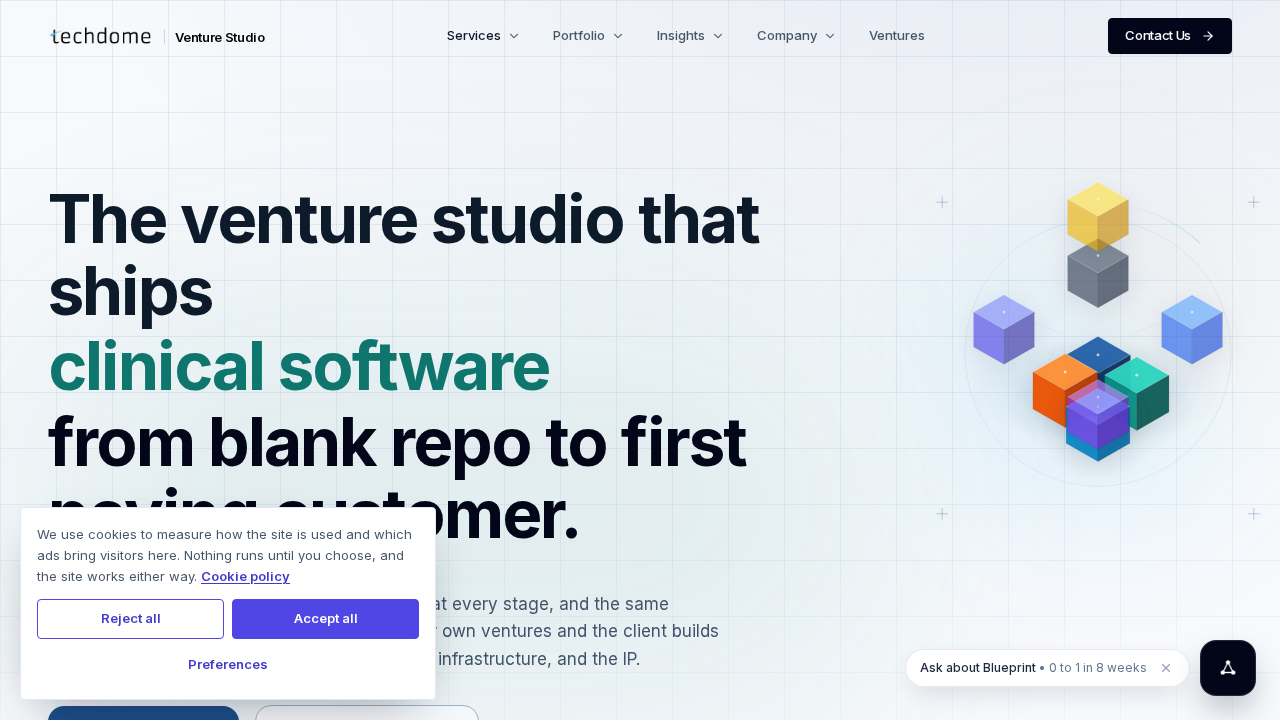 techdome Venture Studio
Services
Portfolio
Insights
Company
Ventures
Contact Us
The venture studio that
ships
clinical software
from blank repo to first
paying customer.
at every stage, and the same
own ventures and the client builds
infrastructure, and the IP.
We use cookies to measure how the site is used and which
ads bring visitors here. Nothing runs until you choose, and
the site works either way. Cookie policy
Reject all
Accept all
Preferences
Ask about Blueprint • 0 to 1 in 8 weeks